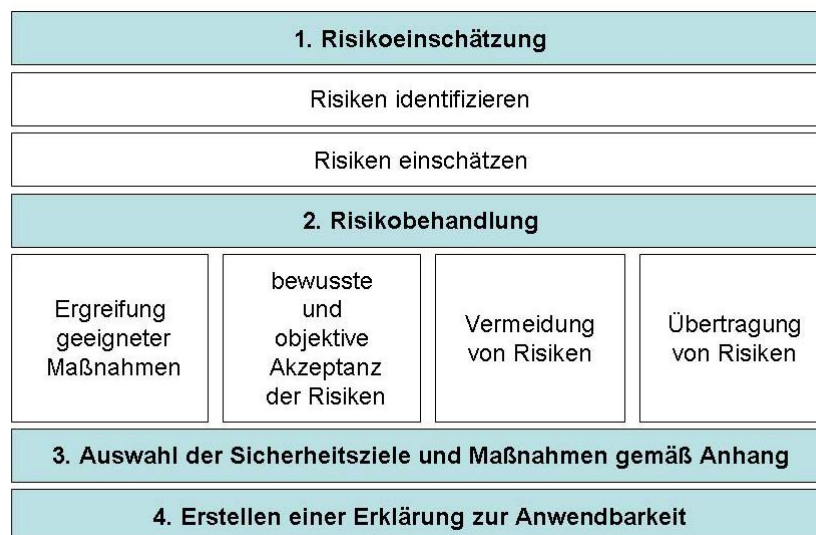 1. Risikoeinschätzung
Risiken identifizieren
Risiken einschätzen
2. Risikobehandlung
Ergreifung
geeigneter
Maßnahmen
bewusste
und
objektive
Akzeptanz
der Risiken
Vermeidung
von Risiken
Übertragung
von Risiken
3. Auswahl der Sicherheitsziele und Maßnahmen gemäß Anhang
4. Erstellen einer Erklärung zur Anwendbarkeit